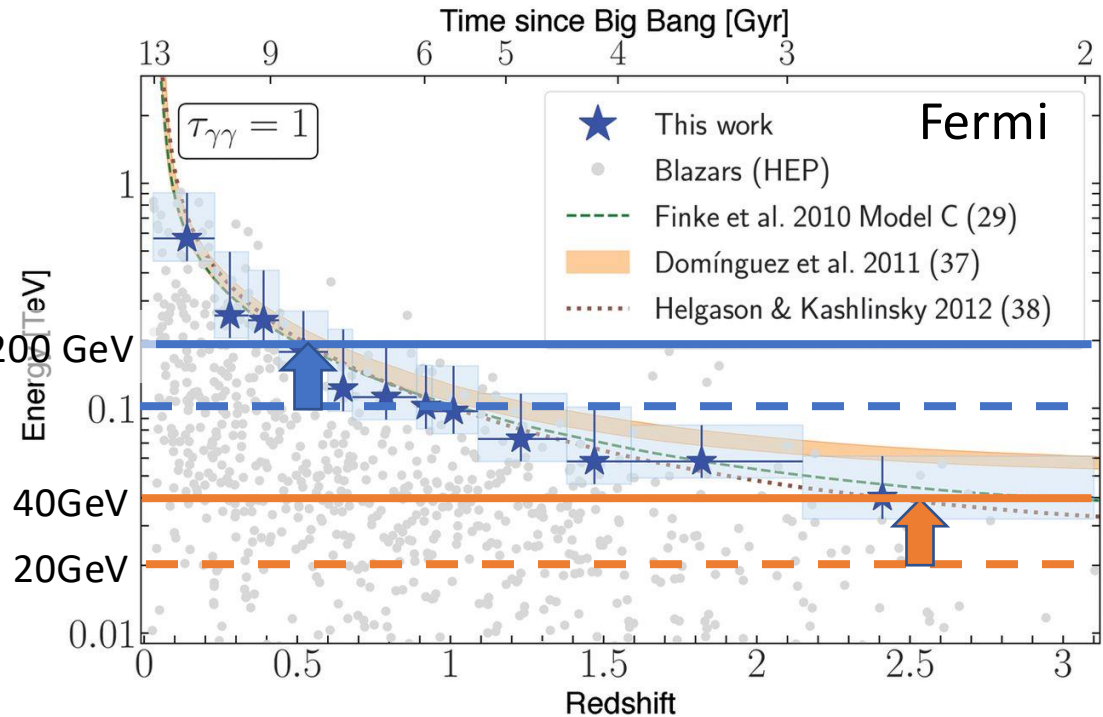 Time since Big Bang [Gyr]
13 9 6 5 4 3 2
τγγ = 1
Fermi
This work
Blazars (HEP)
Finke et al. 2010 Model C (29)
Domínguez et al. 2011 (37)
Helgason & Kashlinsky 2012 (38)
Energy [TeV]
1
200 GeV
0.1
40GeV
20GeV
0.01
0 0.5 1 1.5 2 2.5 3
Redshift